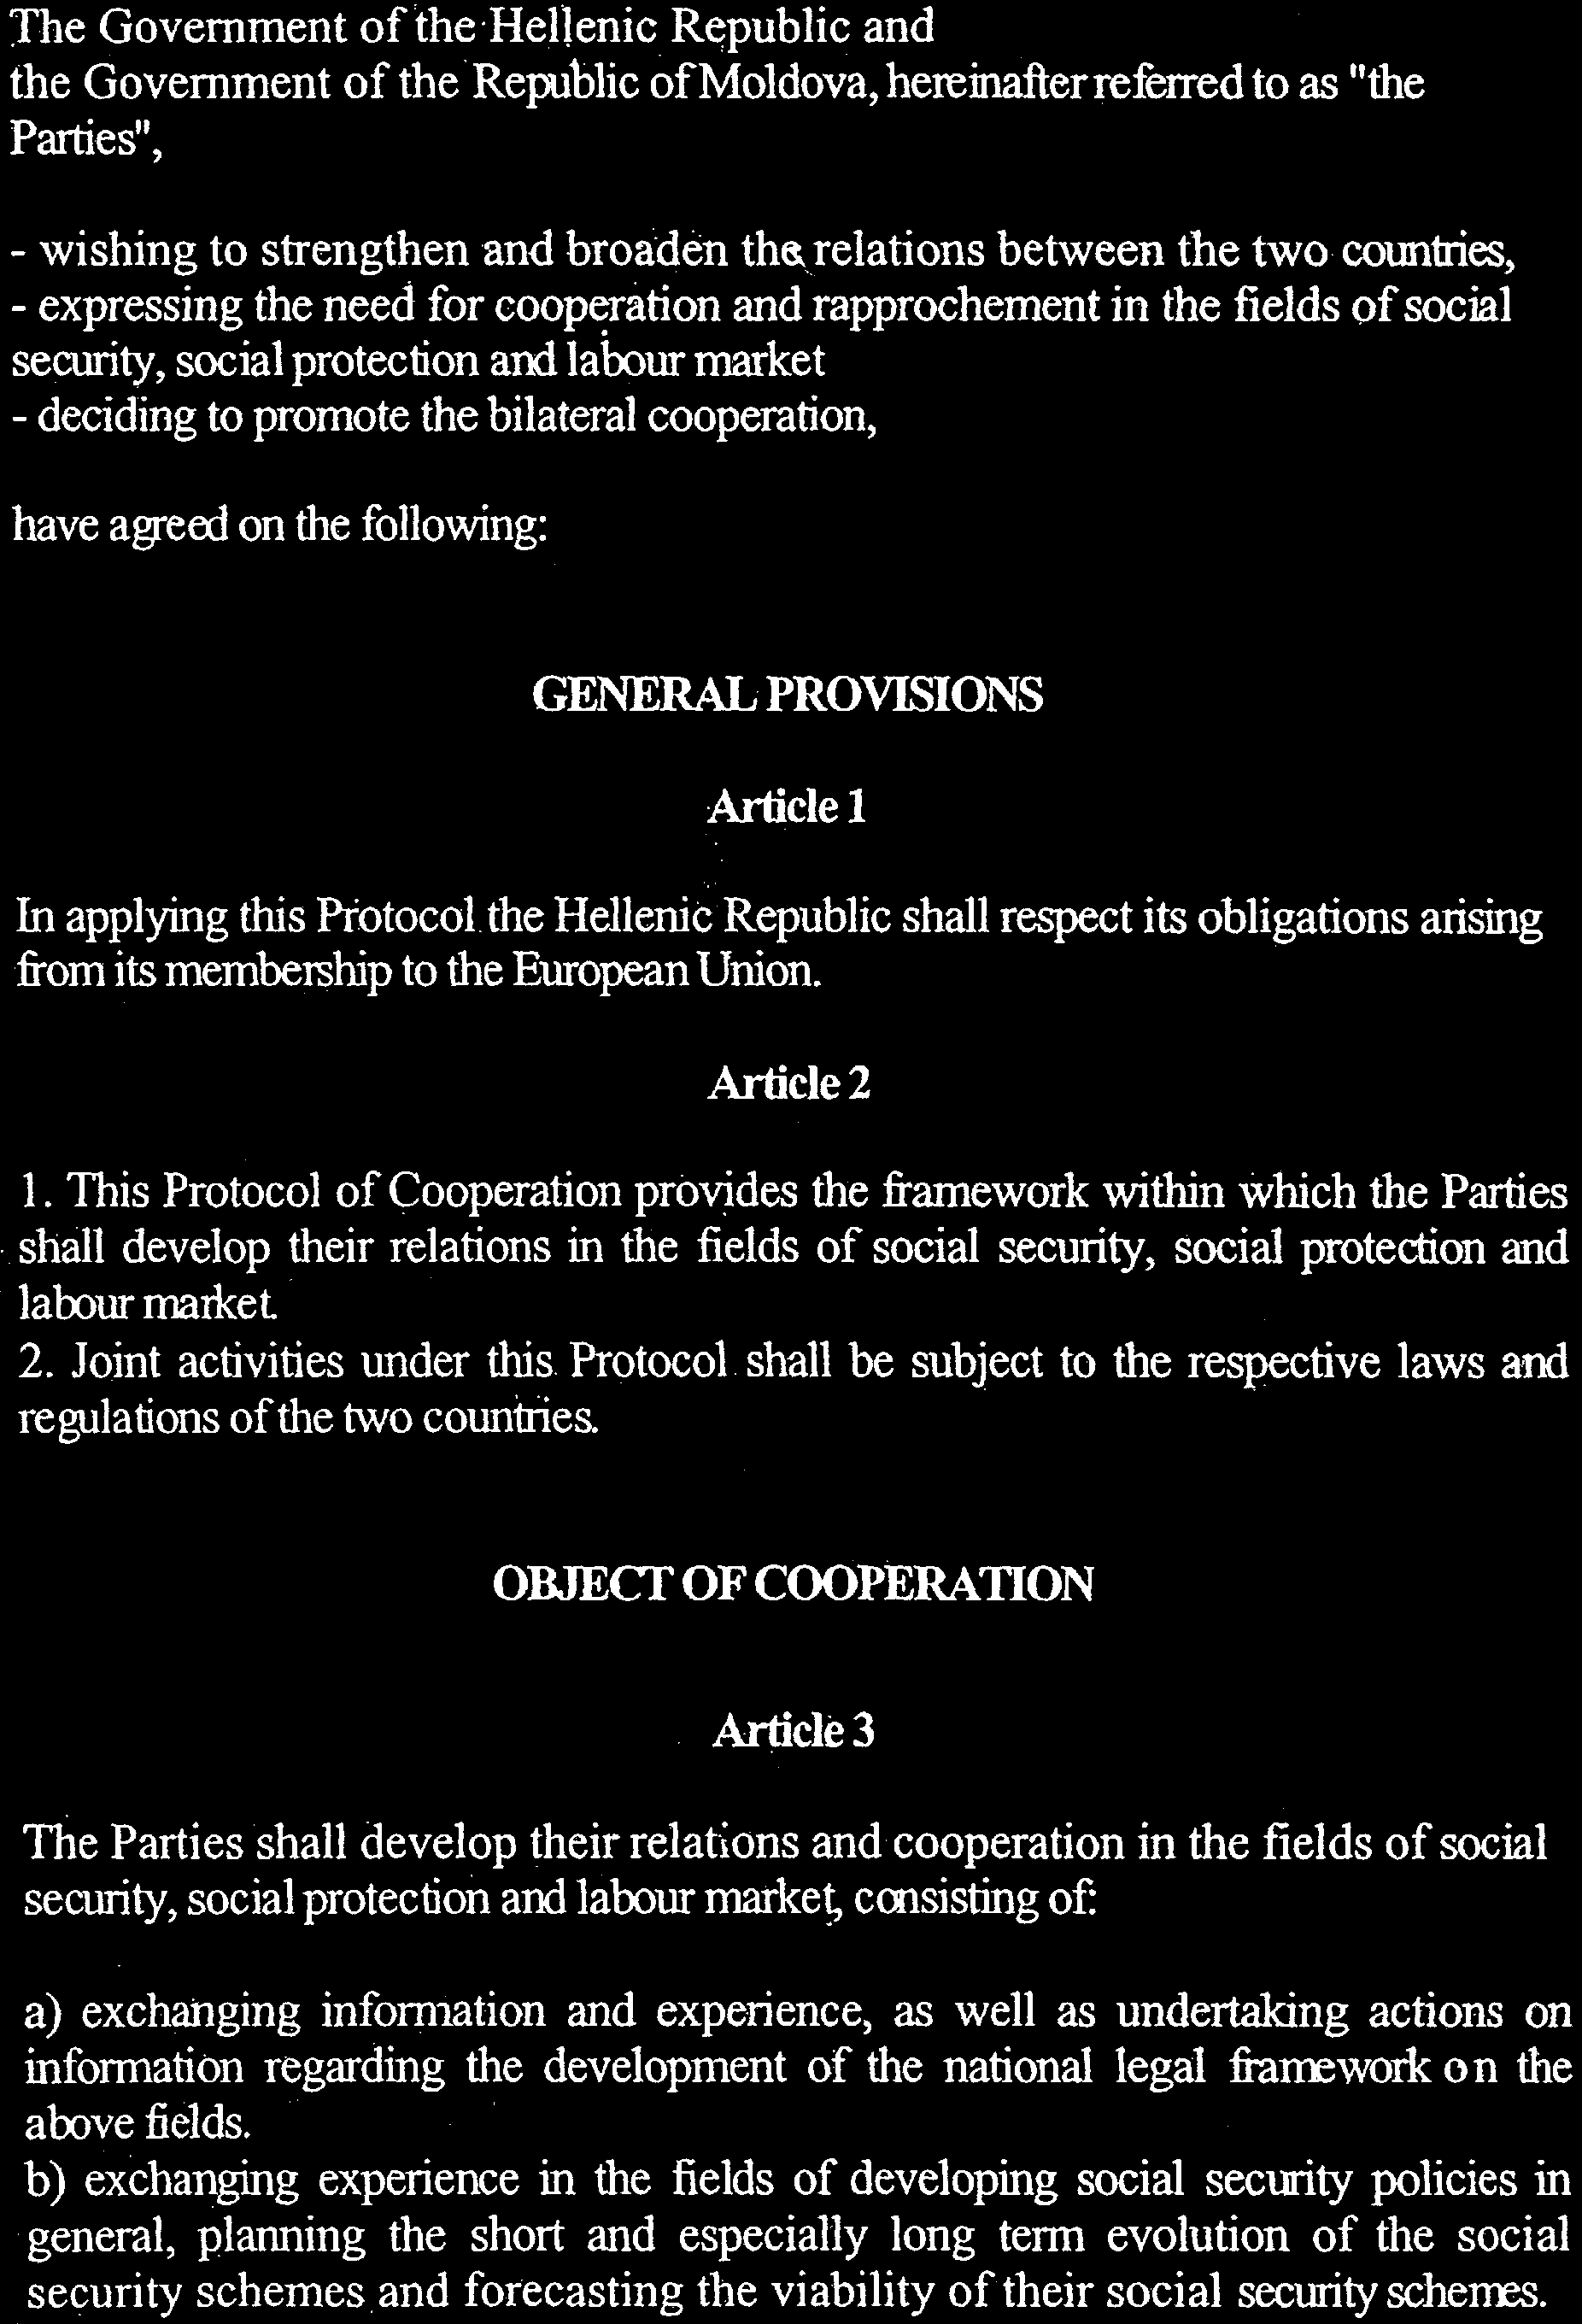 The Government of the Hellenic Republic and
the Government of the Republic of Moldova, hereinafter referred to as "the
Parties",
- wishing to strengthen and broaden the relations between the two countries,
- expressing the need for cooperation and rapprochement in the fields of social
security, social protection and labour market
- deciding to promote the bilateral cooperation,
have agreed on the following:
GENERAL PROVISIONS
Article 1
In applying this Protocol the Hellenic Republic shall respect its obligations arising
from its membership to the European Union.
Article 2
1. This Protocol of Cooperation provides the framework within which the Parties
shall develop their relations in the fields of social security, social protection and
labour market.
2. Joint activities under this Protocol shall be subject to the respective laws and
regulations of the two countries.
OBJECT OF COOPERATION
Article 3
The Parties shall develop their relations and cooperation in the fields of social
security, social protection and labour market, consisting of:
a) exchanging information and experience, as well as undertaking actions on
information regarding the development of the national legal framework on the
above fields.
b) exchanging experience in the fields of developing social security policies in
general, planning the short and especially long term evolution of the social
security schemes and forecasting the viability of their social security schemes.